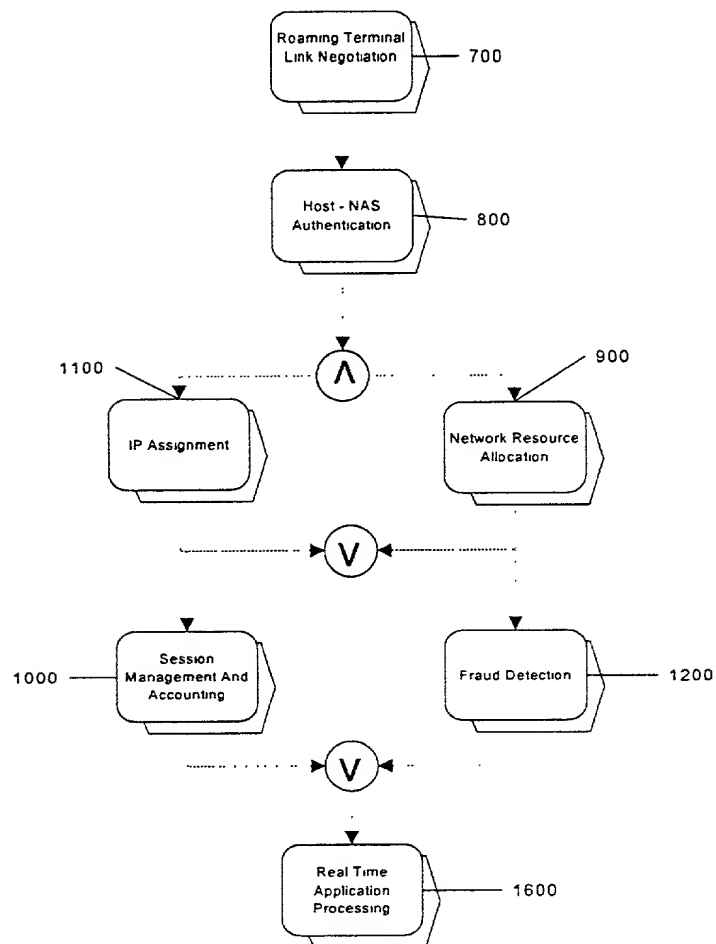 Roaming Terminal
Link Negotiation
700
Host - NAS
Authentication
800
Λ
1100
900
IP Assignment
Network Resource
Allocation
V
Session
Management And
Accounting
1000
Fraud Detection
1200
V
Real Time
Application
Processing
1600